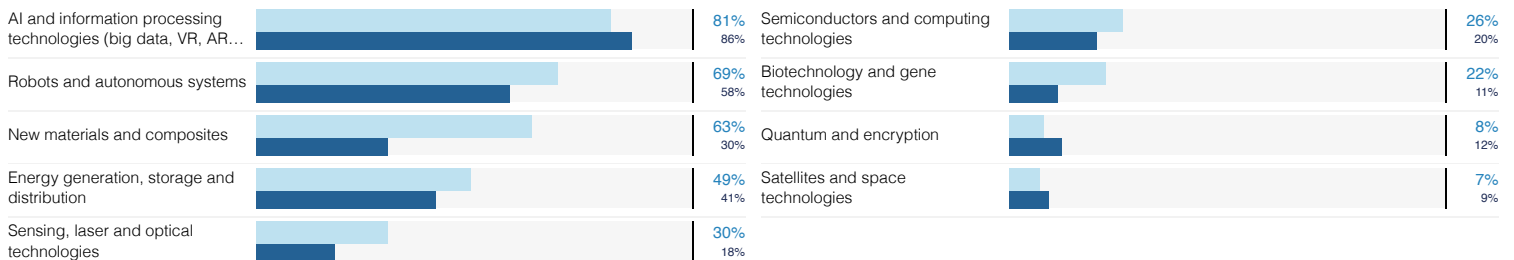 AI and information processing
technologies (big data, VR, AR…
81%
86%
Robots and autonomous systems
69%
58%
New materials and composites
63%
30%
Energy generation, storage and
distribution
49%
41%
Sensing, laser and optical
technologies
30%
18%
Semiconductors and computing
technologies
26%
20%
Biotechnology and gene
technologies
22%
11%
Quantum and encryption
8%
12%
Satellites and space
technologies
7%
9%